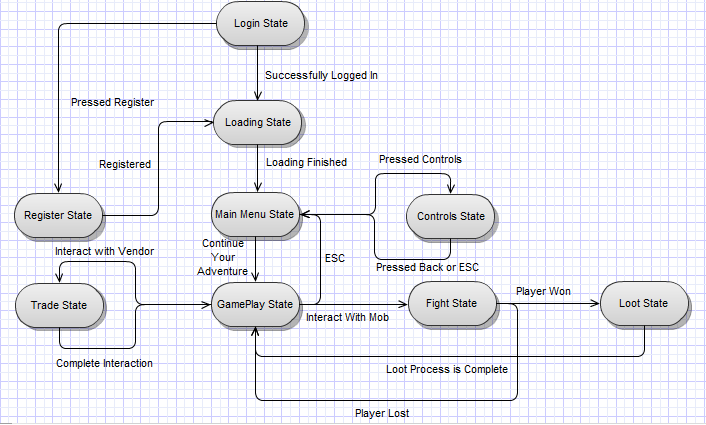 Login State
Successfully Logged In
Pressed Register
Loading State
Registered
Loading Finished
Pressed Controls
Register State
Main Menu State
Controls State
Interact with Vendor
Continue
Your
Adventure
ESC
Pressed Back or ESC
Trade State
GamePlay State
Interact With Mob
Fight State
Player Won
Loot State
Complete Interaction
Loot Process is Complete
Player Lost